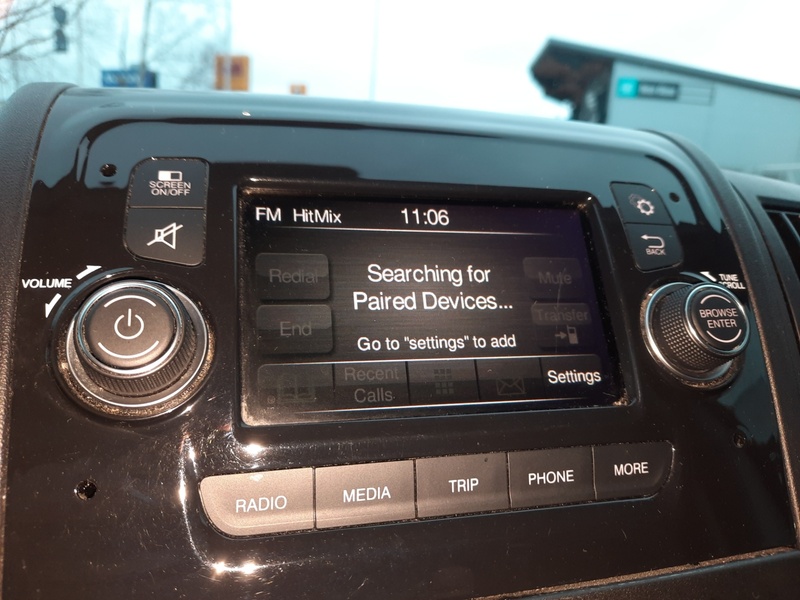 SCREEN
ON/OFF
FM HitMix 11:06
BACK
VOLUME
Redial
Searching for
Paired Devices...
Mute
TUNE
SCROLL
BROWSE
ENTER
End
Transfer
Go to "settings" to add
Recent
Calls
Settings
RADIO
MEDIA
TRIP
PHONE
MORE